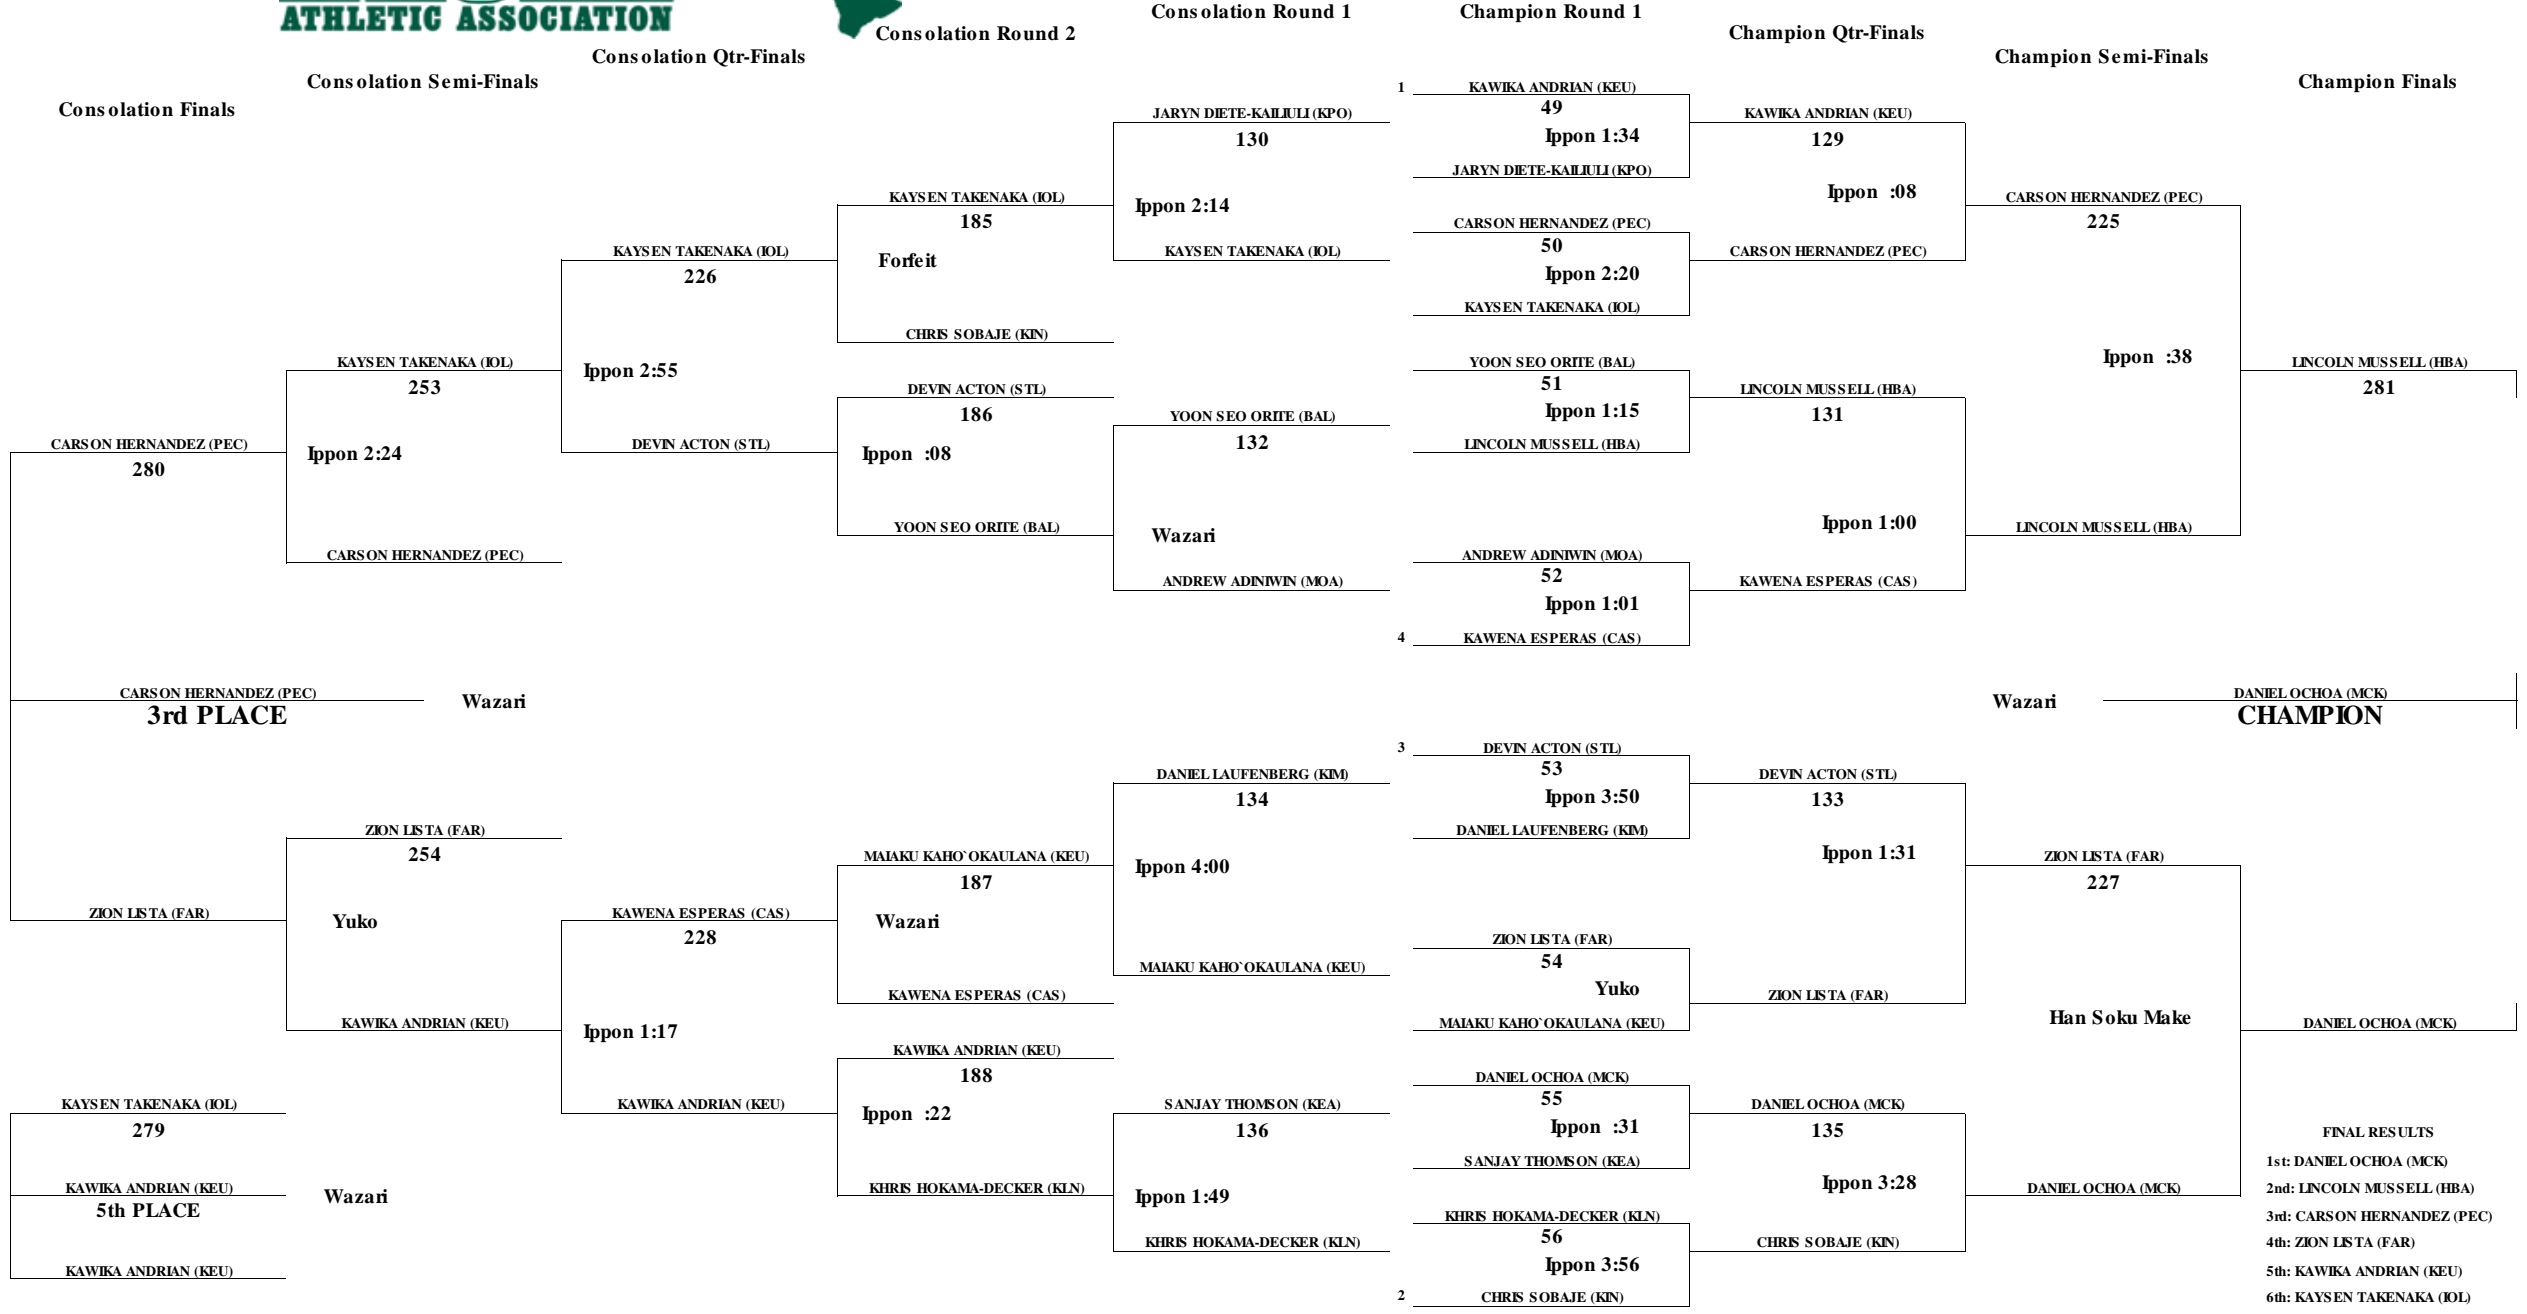 ATHLETIC ASSOCIATION
Consolation Finals
Consolation Semi-Finals
Consolation Qtr-Finals
Consolation Round 2
Consolation Round 1
Champion Round 1
Champion Qtr-Finals
Champion Semi-Finals
Champion Finals
CARSON HERNANDEZ (PEC)
280
CARSON HERNANDEZ (PEC)
3rd PLACE
Wazari
ZION LISTA (FAR)
KAYSEN TAKENAKA (IOL)
279
KAWIKA ANDRIAN (KEU)
5th PLACE
Wazari
KAWIKA ANDRIAN (KEU)
KAYSEN TAKENAKA (IOL)
253
Ippon 2:24
CARSON HERNANDEZ (PEC)
ZION LISTA (FAR)
254
Yuko
KAWIKA ANDRIAN (KEU)
KAYSEN TAKENAKA (IOL)
226
Ippon 2:55
DEVIN ACTON (STL)
KAWENA ESPERAS (CAS)
228
Ippon 1:17
KAWIKA ANDRIAN (KEU)
KAYSEN TAKENAKA (IOL)
185
Forfeit
CHRIS SOBAJE (KIN)
DEVIN ACTON (STL)
186
Ippon :08
YOON SEO ORITE (BAL)
MAIAKU KAHO`OKAULANA (KEU)
187
Wazari
KAWENA ESPERAS (CAS)
KAWIKA ANDRIAN (KEU)
188
Ippon :22
KHRIS HOKAMA-DECKER (KLN)
JARYN DIETE-KAILIULI (KPO)
130
Ippon 2:14
KAYSEN TAKENAKA (IOL)
YOON SEO ORITE (BAL)
132
Wazari
ANDREW ADINIWIN (MOA)
DANIEL LAUFENBERG (KIM)
134
Ippon 4:00
MAIAKU KAHO`OKAULANA (KEU)
SANJAY THOMSON (KEA)
136
Ippon 1:49
KHRIS HOKAMA-DECKER (KLN)
1 KAWIKA ANDRIAN (KEU)
49
Ippon 1:34
JARYN DIETE-KAILIULI (KPO)
CARSON HERNANDEZ (PEC)
50
Ippon 2:20
KAYSEN TAKENAKA (IOL)
YOON SEO ORITE (BAL)
51
Ippon 1:15
LINCOLN MUSSELL (HBA)
ANDREW ADINIWIN (MOA)
52
Ippon 1:01
4 KAWENA ESPERAS (CAS)
3 DEVIN ACTON (STL)
53
Ippon 3:50
DANIEL LAUFENBERG (KIM)
ZION LISTA (FAR)
54
Yuko
MAIAKU KAHO`OKAULANA (KEU)
DANIEL OCHOA (MCK)
55
Ippon :31
SANJAY THOMSON (KEA)
KHRIS HOKAMA-DECKER (KLN)
56
Ippon 3:56
2 CHRIS SOBAJE (KIN)
KAWIKA ANDRIAN (KEU)
129
Ippon :08
CARSON HERNANDEZ (PEC)
LINCOLN MUSSELL (HBA)
131
Ippon 1:00
KAWENA ESPERAS (CAS)
DEVIN ACTON (STL)
133
Ippon 1:31
ZION LISTA (FAR)
DANIEL OCHOA (MCK)
135
Ippon 3:28
CHRIS SOBAJE (KIN)
CARSON HERNANDEZ (PEC)
225
Ippon :38
LINCOLN MUSSELL (HBA)
ZION LISTA (FAR)
227
Han Soku Make
DANIEL OCHOA (MCK)
LINCOLN MUSSELL (HBA)
281
Wazari
DANIEL OCHOA (MCK)
CHAMPION
DANIEL OCHOA (MCK)
FINAL RESULTS
1st: DANIEL OCHOA (MCK)
2nd: LINCOLN MUSSELL (HBA)
3rd: CARSON HERNANDEZ (PEC)
4th: ZION LISTA (FAR)
5th: KAWIKA ANDRIAN (KEU)
6th: KAYSEN TAKENAKA (IOL)